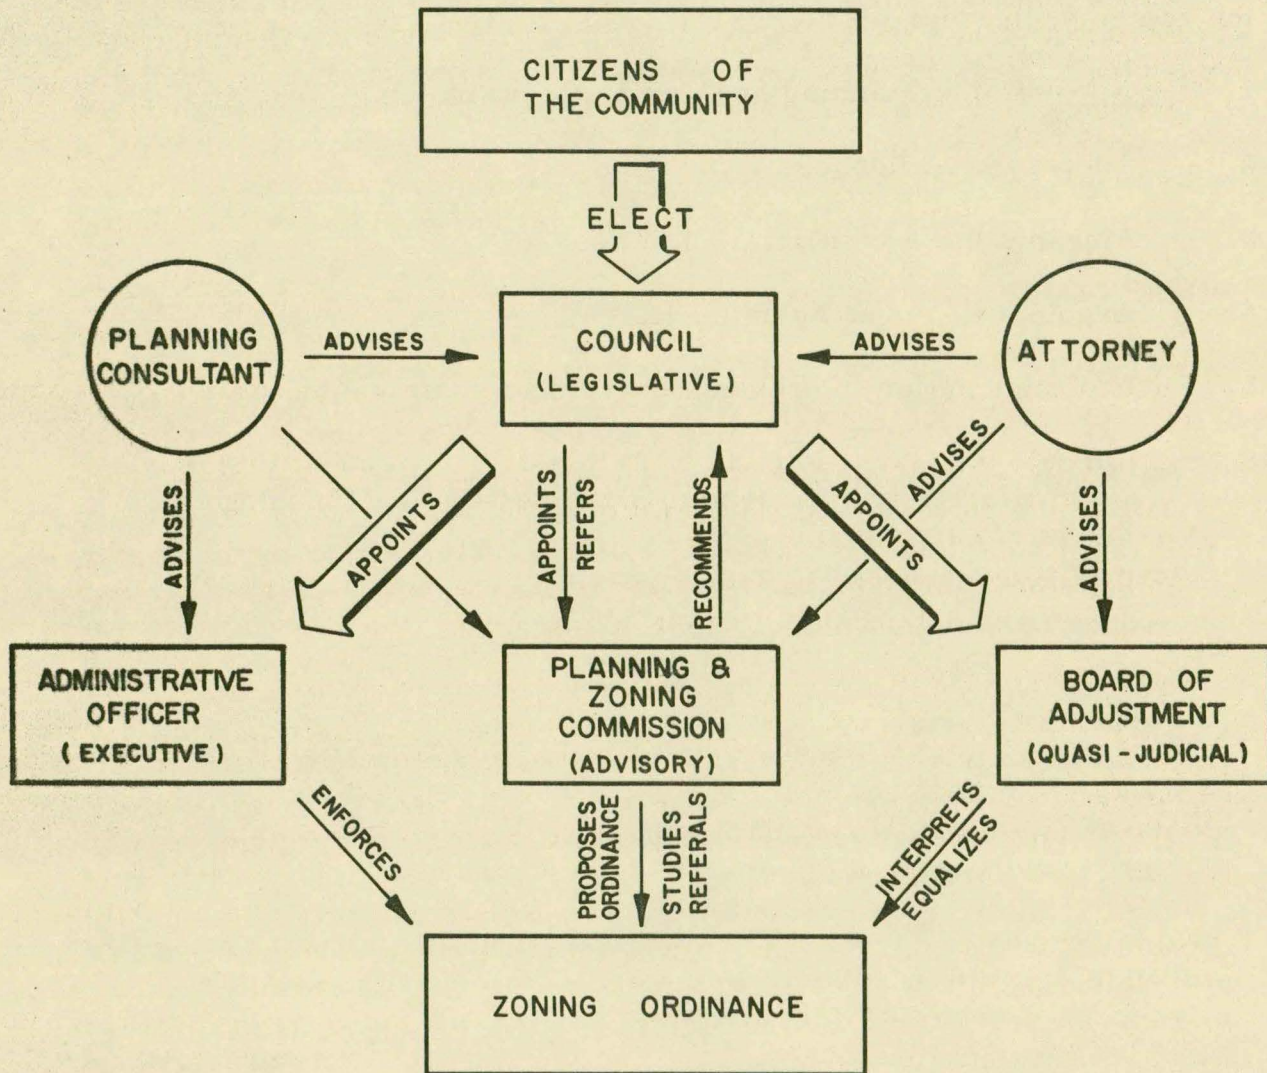 CITIZENS OF
THE COMMUNITY
ELECT
PLANNING
CONSULTANT
ADVISES
COUNCIL
(LEGISLATIVE)
ADVISES
ATTORNEY
ADVISES
APPOINTS
APPOINTS
REFERS
RECOMMENDS
APPOINTS
ADVISES
ADVISES
ADMINISTRATIVE
OFFICER
(EXECUTIVE)
PLANNING &
ZONING
COMMISSION
(ADVISORY)
BOARD OF
ADJUSTMENT
(QUASI-JUDICIAL)
ENFORCES
PROPOSES
ORDINANCE
STUDIES
REFERALS
INTERPRETS
EQUALIZES
ZONING ORDINANCE